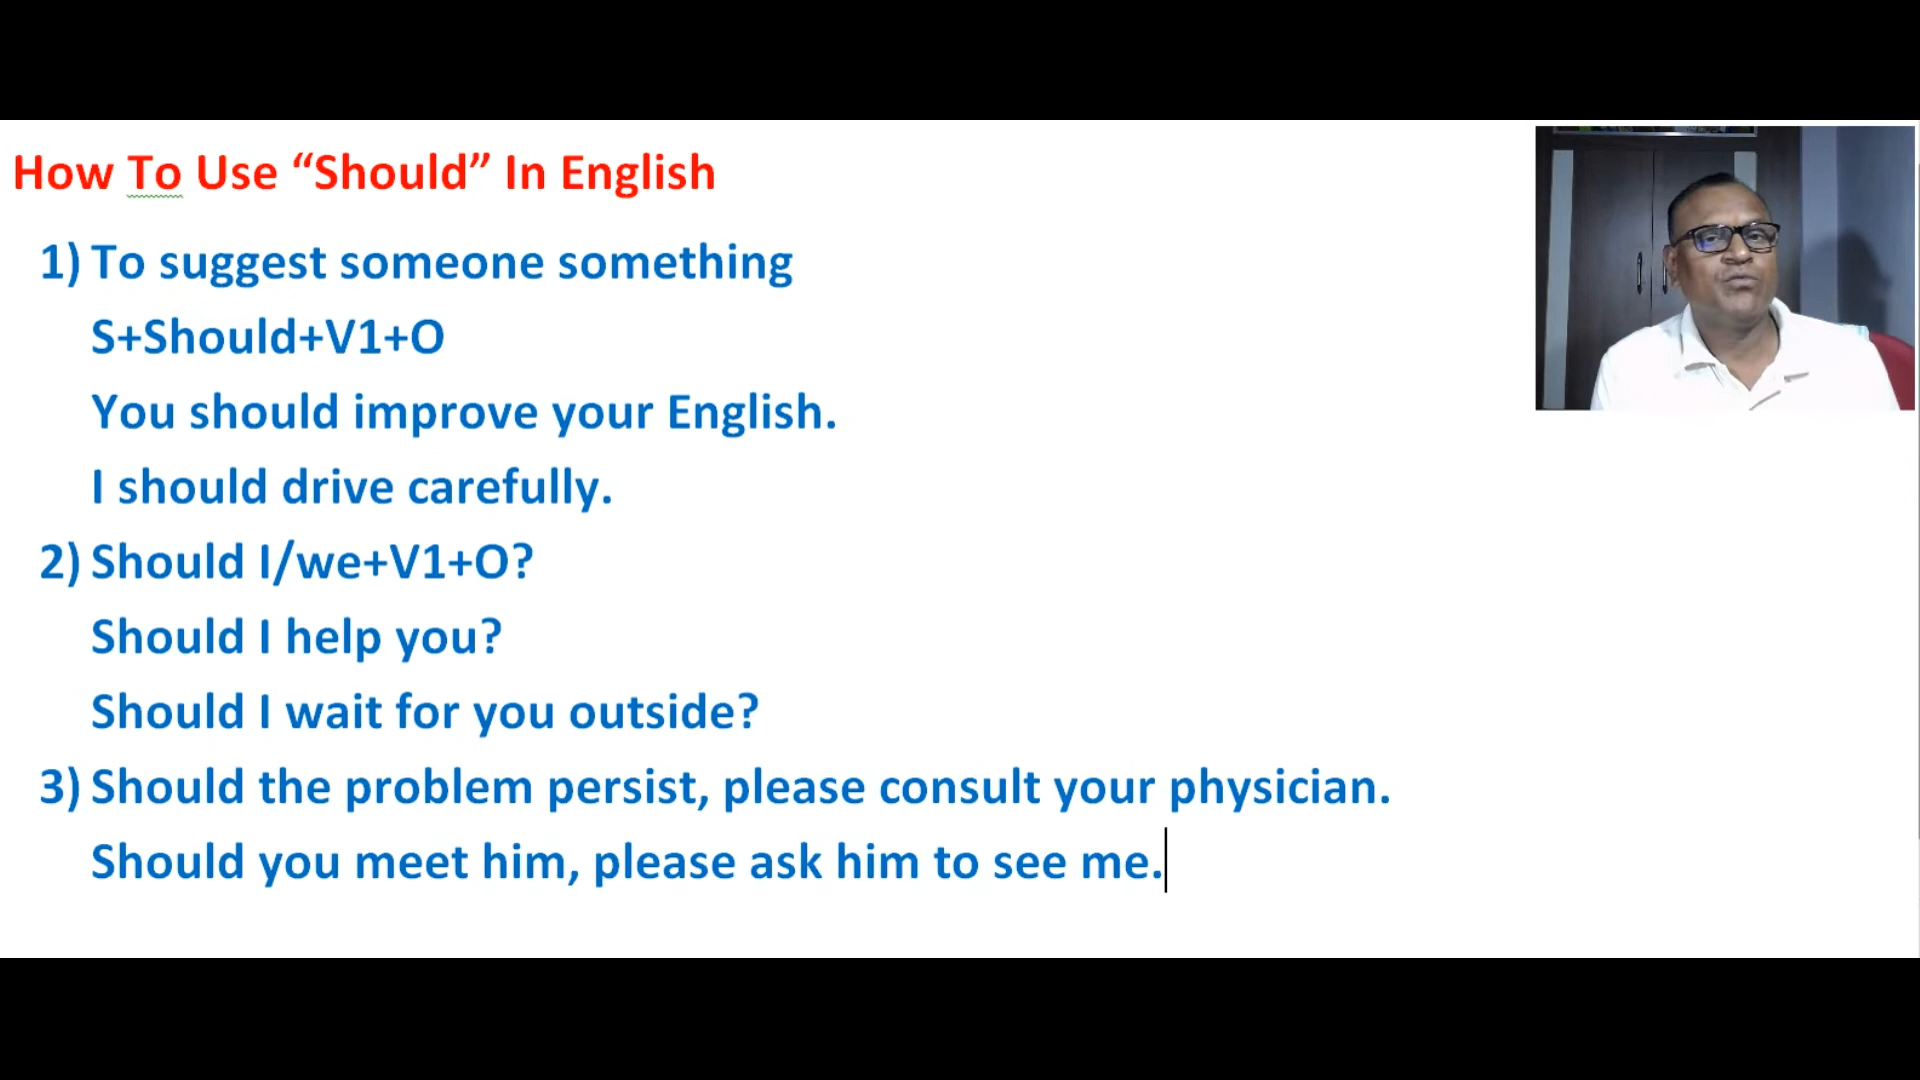 How To Use “Should” In English
1) To suggest someone something
S+Should+V1+O
You should improve your English.
I should drive carefully.
2) Should I/we+V1+O?
Should I help you?
Should I wait for you outside?
3) Should the problem persist, please consult your physician.
Should you meet him, please ask him to see me.